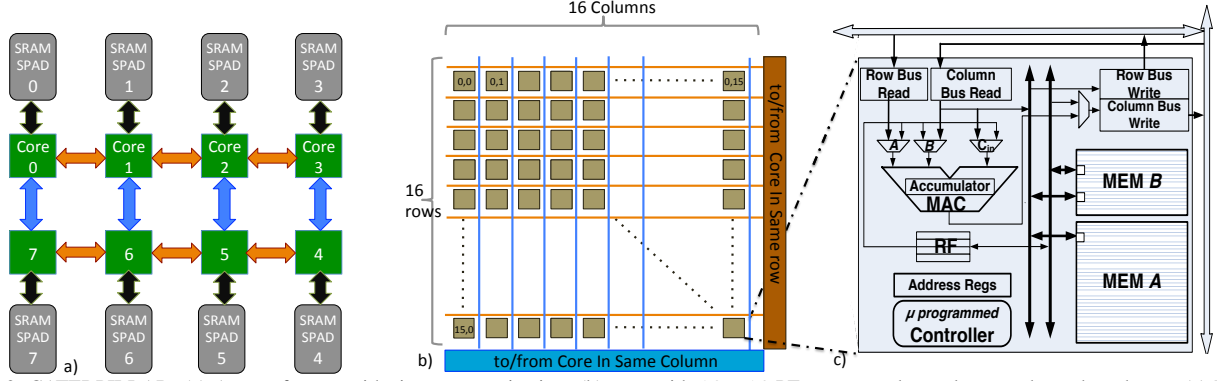 SRAM SPAD 0
SRAM SPAD 1
SRAM SPAD 2
SRAM SPAD 3
Core 0
Core 1
Core 2
Core 3
7
6
5
4
SRAM SPAD 7
SRAM SPAD 6
SRAM SPAD 5
SRAM SPAD 4
a)
16 Columns
16 rows
0,0
0,1
0,15
15,0
to/from Core In Same row
to/from Core In Same Column
b)
Row Bus Read
Column Bus Read
Row Bus Write
Column Bus Write
A
B
Cin
Accumulator
MAC
RF
Address Regs
μ programmed
Controller
MEM B
MEM A
c)